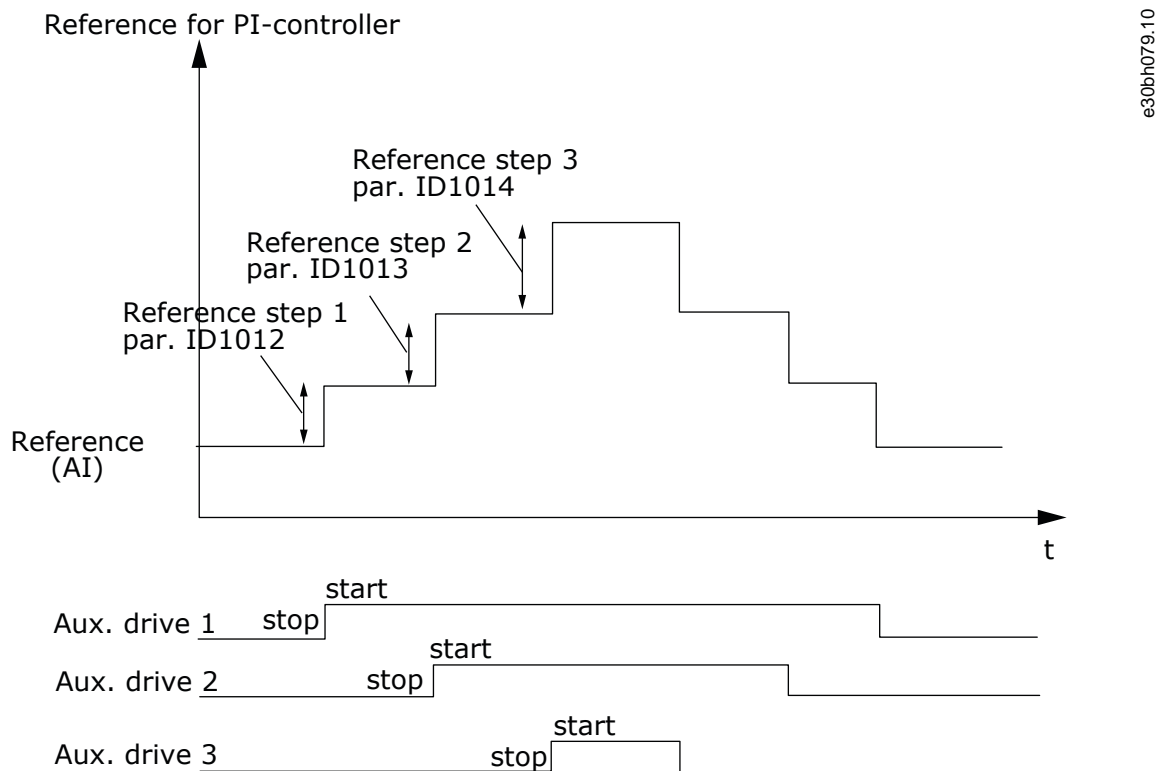 Reference for PI-controller
e30bh079.10
Reference step 3
par. ID1014
Reference step 2
par. ID1013
Reference step 1
par. ID1012
Reference
(AI)
t
start
stop
Aux. drive 1
start
stop
Aux. drive 2
start
stop
Aux. drive 3